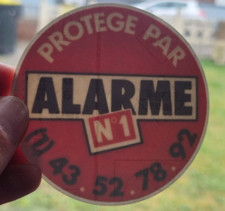 PROTEGE PAR
ALARME
N°1
(1) 43.52.78.92